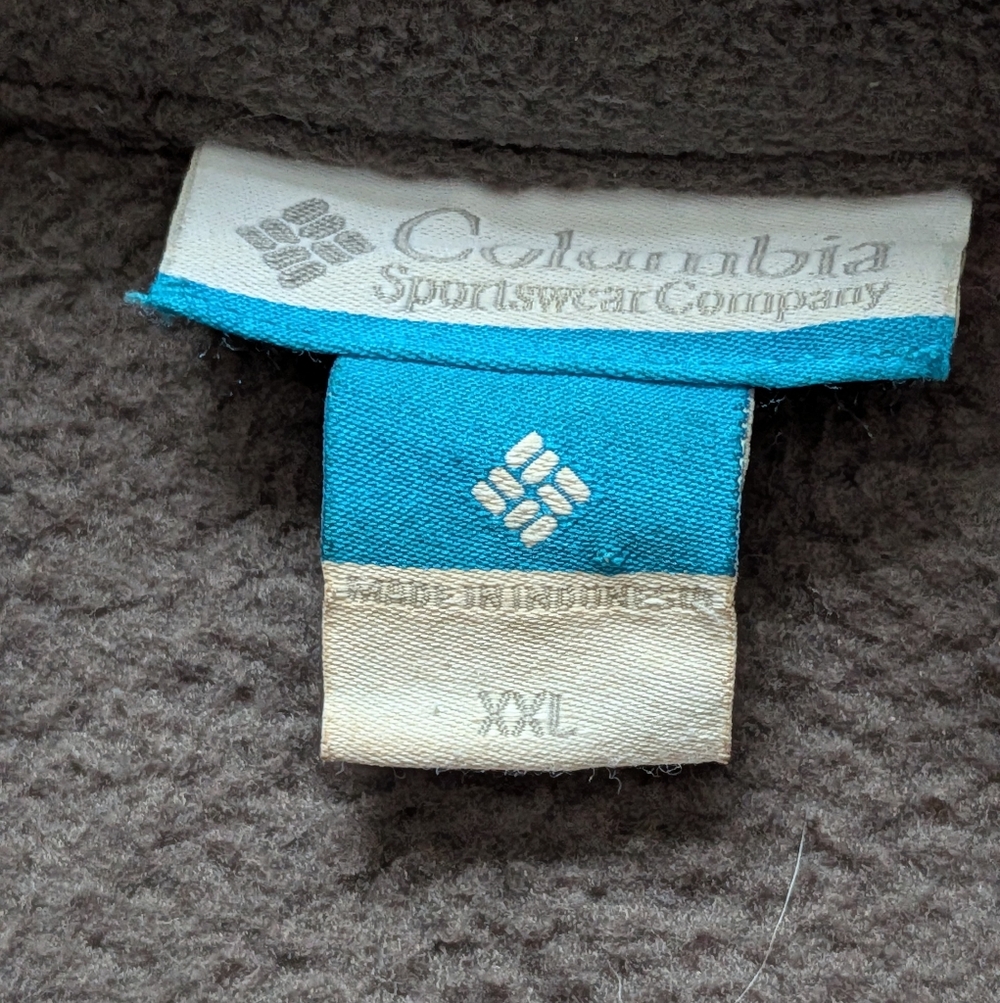 Columbia
Sportswear Company
MADE IN INDONESIA
XXL